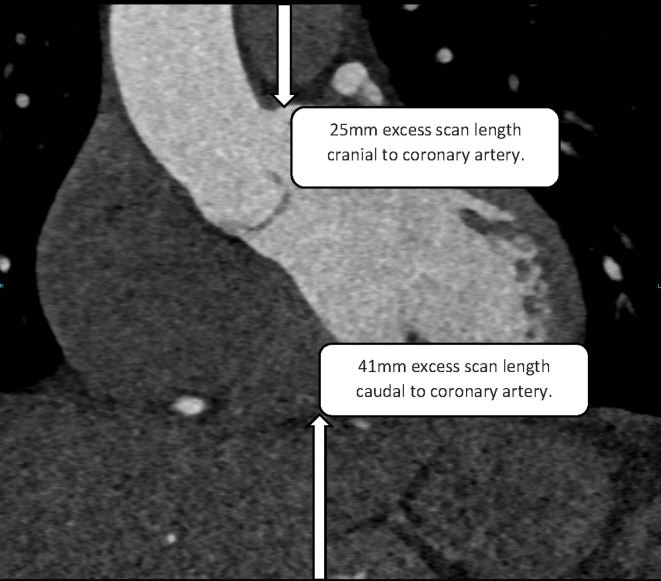 25mm excess scan length
cranial to coronary artery.
R
L
41mm excess scan length
caudal to coronary artery.